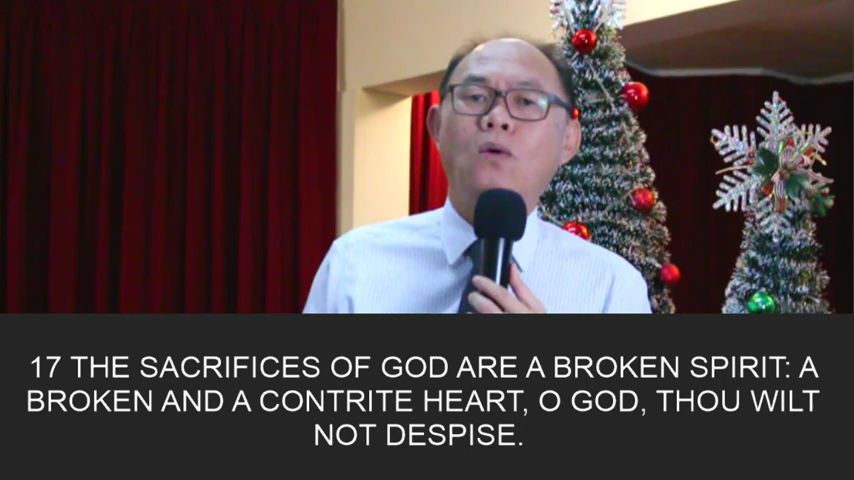 17 THE SACRIFICES OF GOD ARE A BROKEN SPIRIT: A
BROKEN AND A CONTRITE HEART, O GOD, THOU WILT
NOT DESPISE.